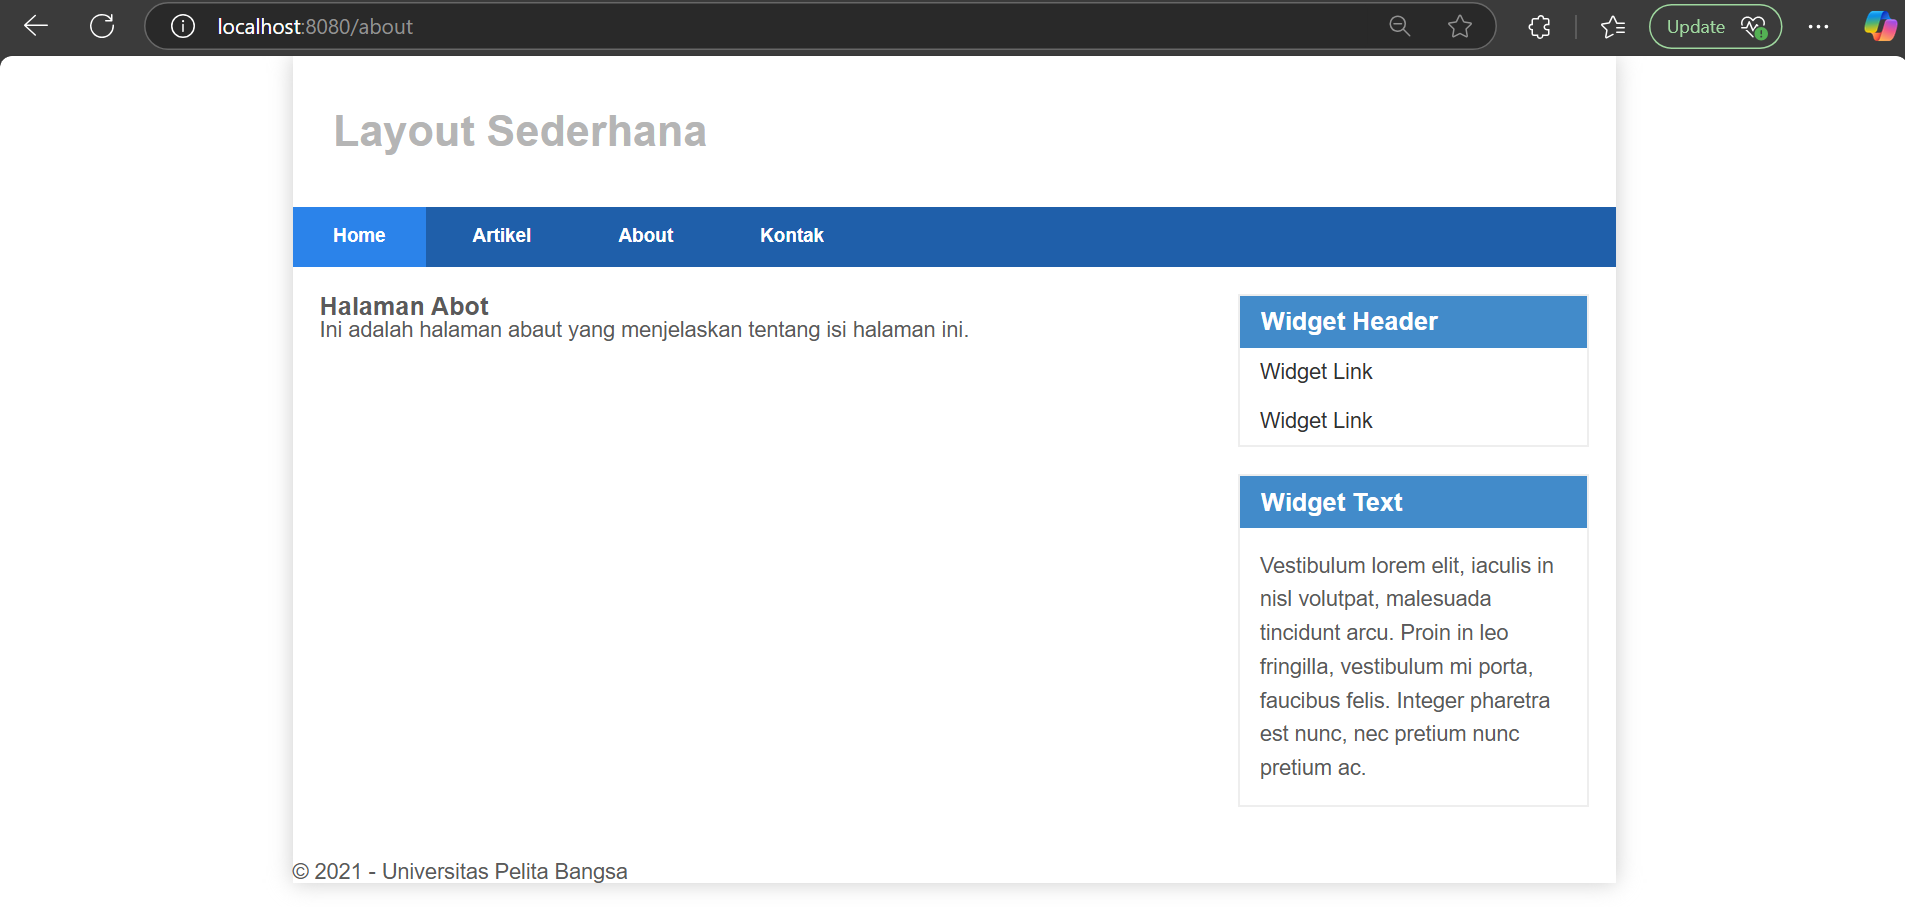 localhost:8080/about
Update
Layout Sederhana
Home Artikel About Kontak
Halaman Abot
Ini adalah halaman abaut yang menjelaskan tentang isi halaman ini.
Widget Header
Widget Link
Widget Link
Widget Text
Vestibulum lorem elit, iaculis in
nisl volutpat, malesuada
tincidunt arcu. Proin in leo
fringilla, vestibulum mi porta,
faucibus felis. Integer pharetra
est nunc, nec pretium nunc
pretium ac.
© 2021 - Universitas Pelita Bangsa